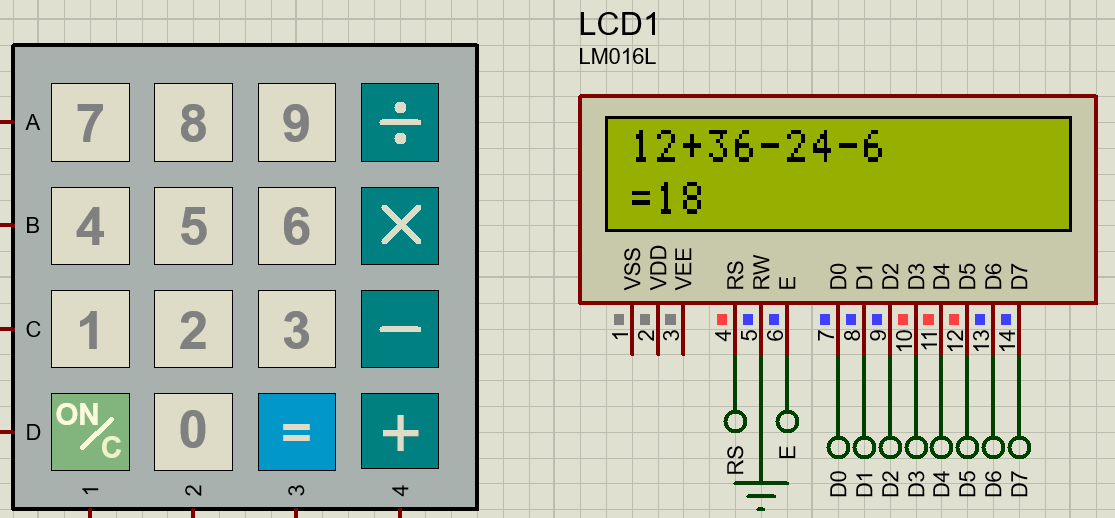 LCD1
LM016L
A 7 8 9 ÷
B 4 5 6 ×
C 1 2 3 −
D ON/C 0 = +
1 2 3 4
12+36-24-6
=18
VSS VDD VEE RS RW E D0 D1 D2 D3 D4 D5 D6 D7
1 2 3 4 5 6 7 8 9 10 11 12 13 14
RS E D0 D1 D2 D3 D4 D5 D6 D7